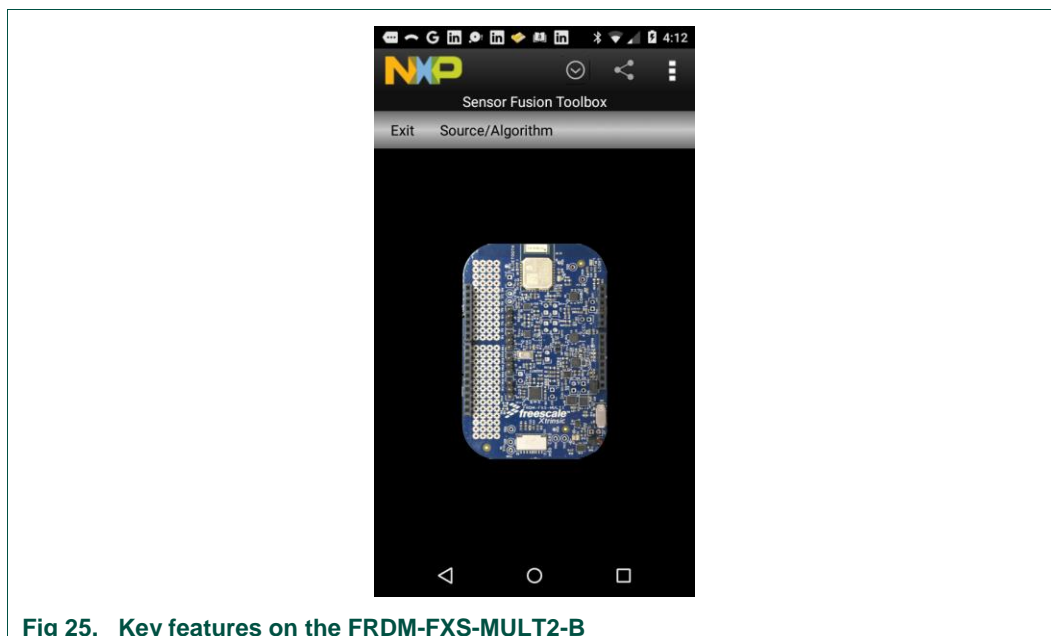 4:12
NXP
Sensor Fusion Toolbox
Exit Source/Algorithm
freescale
Xtrinsic
Fig 25. Key features on the FRDM-FXS-MULT2-B